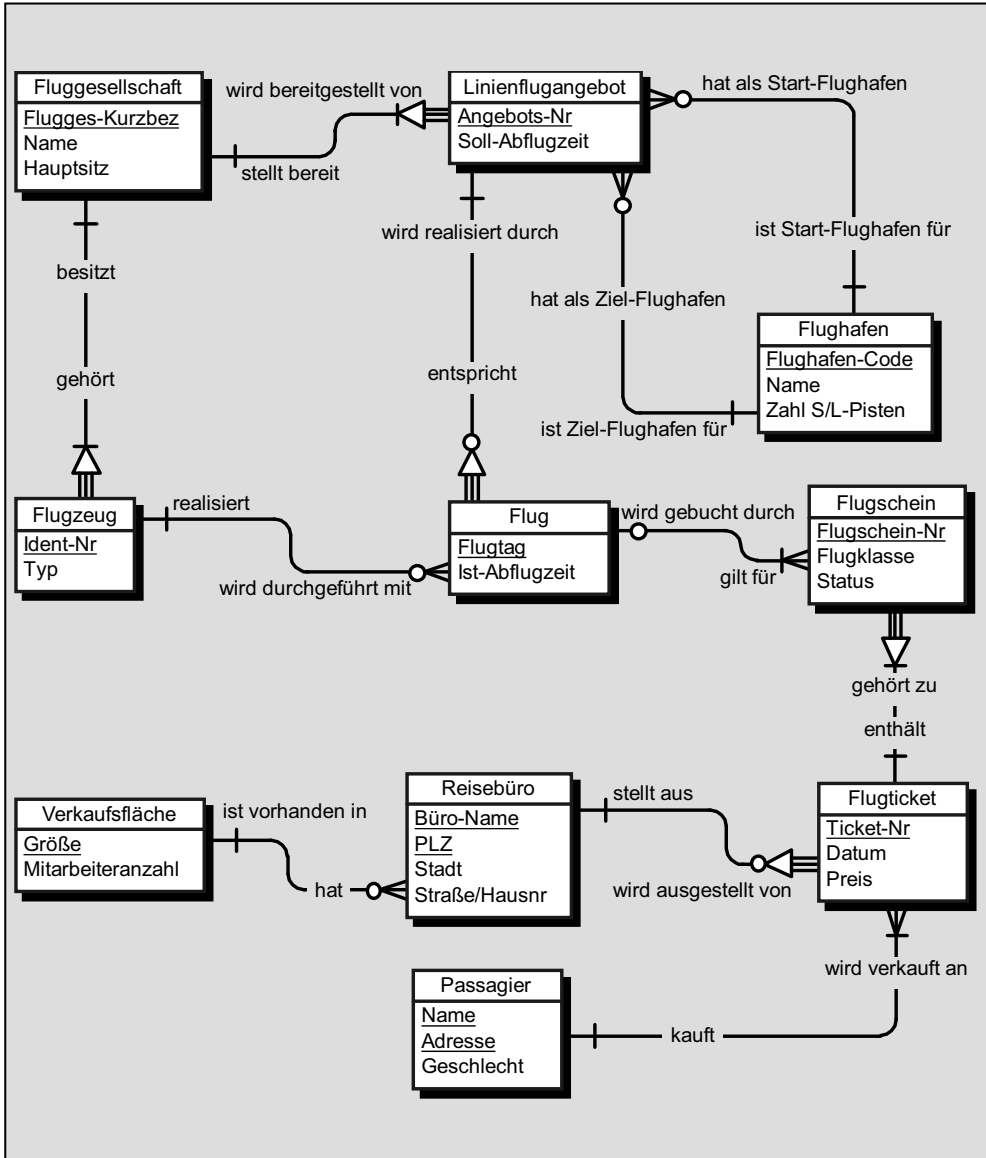 Fluggesellschaft
Flugges-Kurzbez
Name
Hauptsitz
wird bereitgestellt von
stellt bereit
Linienflugangebot
Angebots-Nr
Soll-Abflugzeit
hat als Start-Flughafen
ist Start-Flughafen für
wird realisiert durch
entspricht
hat als Ziel-Flughafen
ist Ziel-Flughafen für
Flughafen
Flughafen-Code
Name
Zahl S/L-Pisten
besitzt
gehört
Flugzeug
Ident-Nr
Typ
realisiert
wird durchgeführt mit
Flug
Flugtag
Ist-Abflugzeit
wird gebucht durch
gilt für
Flugschein
Flugschein-Nr
Flugklasse
Status
gehört zu
enthält
Verkaufsfläche
Größe
Mitarbeiteranzahl
ist vorhanden in
hat
Reisebüro
Büro-Name
PLZ
Stadt
Straße/Hausnr
stellt aus
wird ausgestellt von
Flugticket
Ticket-Nr
Datum
Preis
wird verkauft an
kauft
Passagier
Name
Adresse
Geschlecht